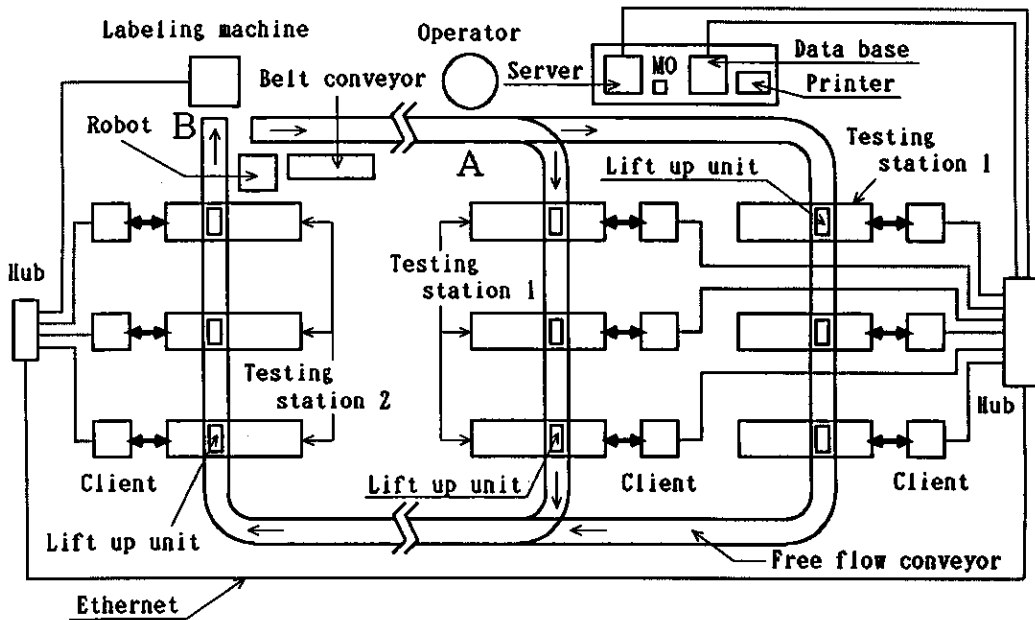 Labeling machine
Operator
Belt conveyor
Server
MO
Data base
Printer
Robot
B
A
Testing
station 1
Lift up unit
Hub
Testing
station 1
Testing
station 2
Client
Lift up unit
Client
Client
Hub
Lift up unit
Free flow conveyor
Ethernet